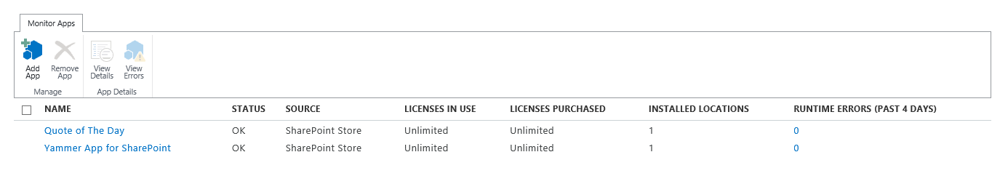 Monitor Apps
Add App
Remove App
View Details
View Errors
Manage
App Details
NAME STATUS SOURCE LICENSES IN USE LICENSES PURCHASED INSTALLED LOCATIONS RUNTIME ERRORS (PAST 4 DAYS)
Quote of The Day OK SharePoint Store Unlimited Unlimited 1 0
Yammer App for SharePoint OK SharePoint Store Unlimited Unlimited 1 0